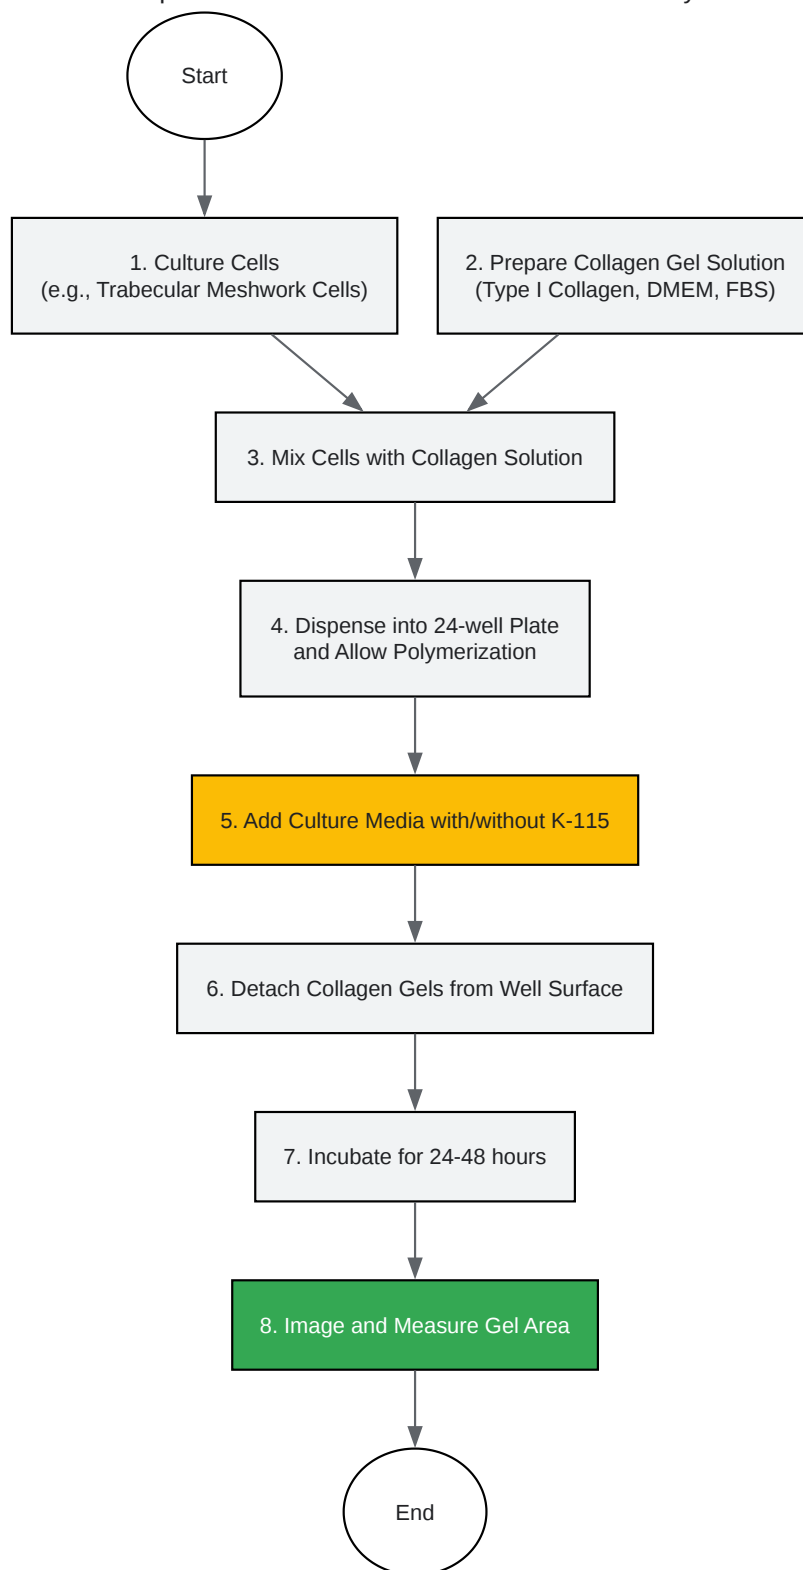 Start
1. Culture Cells
(e.g., Trabecular Meshwork Cells)
2. Prepare Collagen Gel Solution
(Type I Collagen, DMEM, FBS)
3. Mix Cells with Collagen Solution
4. Dispense into 24-well Plate
and Allow Polymerization
5. Add Culture Media with/without K-115
6. Detach Collagen Gels from Well Surface
7. Incubate for 24-48 hours
8. Image and Measure Gel Area
End